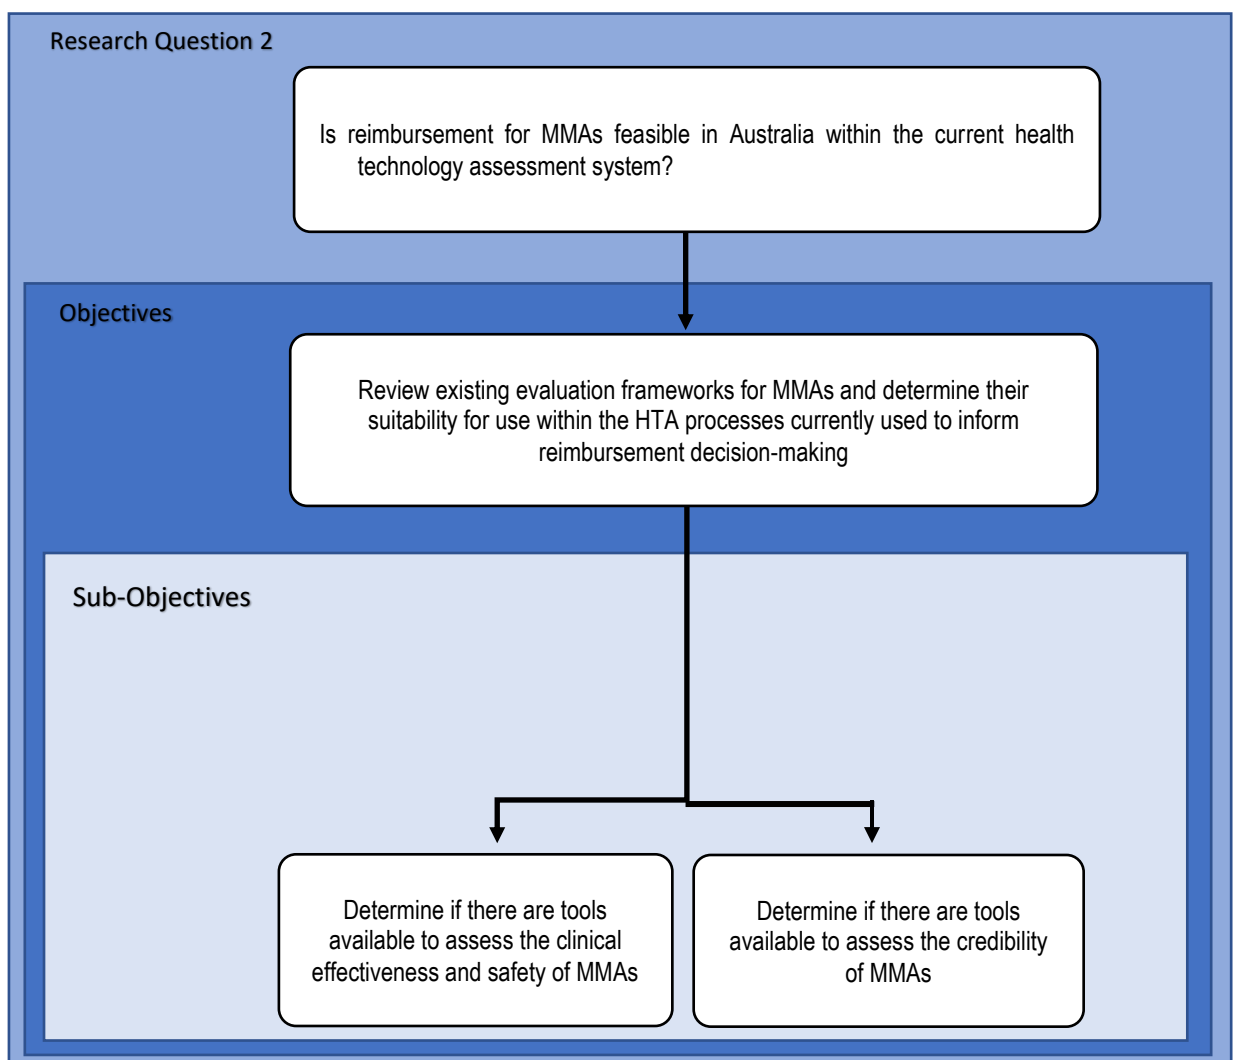 Research Question 2
Is reimbursement for MMAs feasible in Australia within the current health
technology assessment system?
Objectives
Review existing evaluation frameworks for MMAs and determine their
suitability for use within the HTA processes currently used to inform
reimbursement decision-making
Sub-Objectives
Determine if there are tools
available to assess the clinical
effectiveness and safety of MMAs
Determine if there are tools
available to assess the credibility
of MMAs